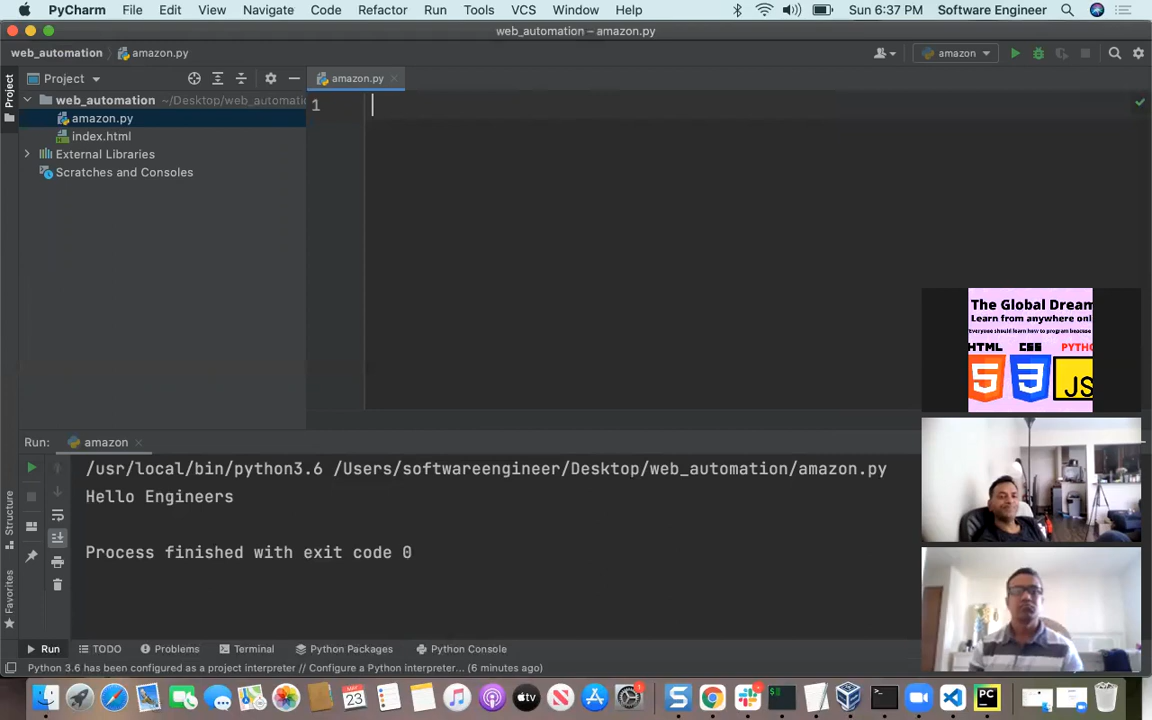 PyCharm File Edit View Navigate Code Refactor Run Tools VCS Window Help Sun 6:37 PM Software Engineer
web_automation – amazon.py
web_automation amazon.py amazon
Project amazon.py
web_automation ~/Desktop/web_automati
amazon.py
index.html
External Libraries
Scratches and Consoles
1
Project
Structure
Favorites
The Global Dream
Learn from anywhere onl
HTML CSS PYTH
5 3 JS
Run: amazon
/usr/local/bin/python3.6 /Users/softwareengineer/Desktop/web_automation/amazon.py
Hello Engineers
Process finished with exit code 0
Run TODO Problems Terminal Python Packages Python Console
Python 3.6 has been configured as a project interpreter // Configure a Python interpreter... (6 minutes ago)
MAY
23
tv
PC